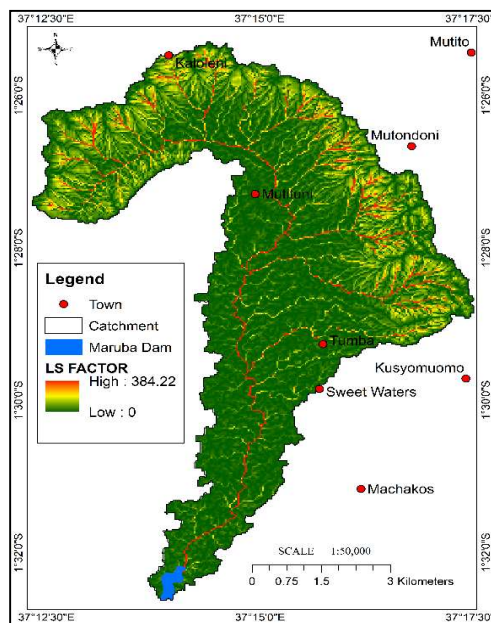 37°12'30"E 37°15'0"E 37°17'30"E
Mutito
Katoleni
1°26'0"S 1°26'0"S
Mutondoni
Mutituni
1°28'0"S 1°28'0"S
Legend
Town
Catchment
Maruba Dam
LS FACTOR
High : 384.22
Low : 0
Tumba
Kusyomuomo
Sweet Waters
1°30'0"S 1°30'0"S
Machakos
1°32'0"S 1°32'0"S
SCALE 1:50,000
0 0.75 1.5 3 Kilometers
37°12'30"E 37°15'0"E 37°17'30"E